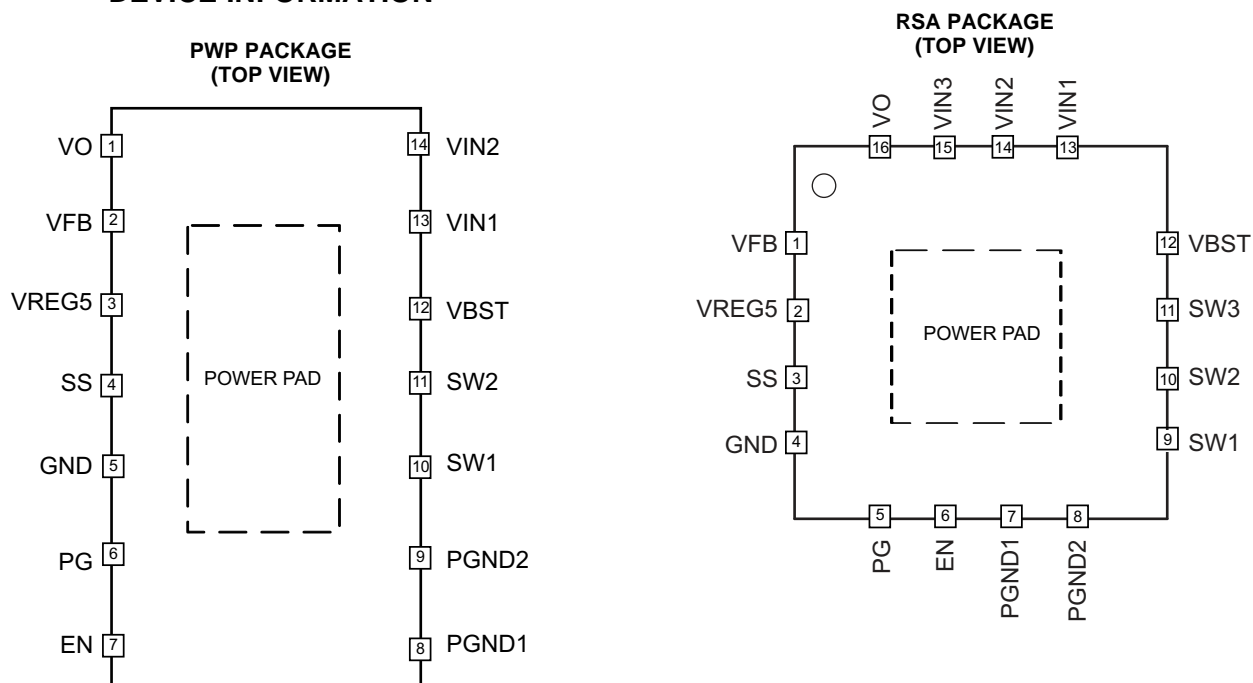 DEVICE INFORMATION
PWP PACKAGE
(TOP VIEW)
VO 1
14 VIN2
VFB 2
13 VIN1
VREG5 3
12 VBST
SS 4
11 SW2
POWER PAD
GND 5
10 SW1
PG 6
9 PGND2
EN 7
8 PGND1
RSA PACKAGE
(TOP VIEW)
VO
VIN3
VIN2
VIN1
16
15
14
13
VFB 1
12 VBST
VREG5 2
11 SW3
POWER PAD
SS 3
10 SW2
GND 4
9 SW1
5
6
7
8
PG
EN
PGND1
PGND2